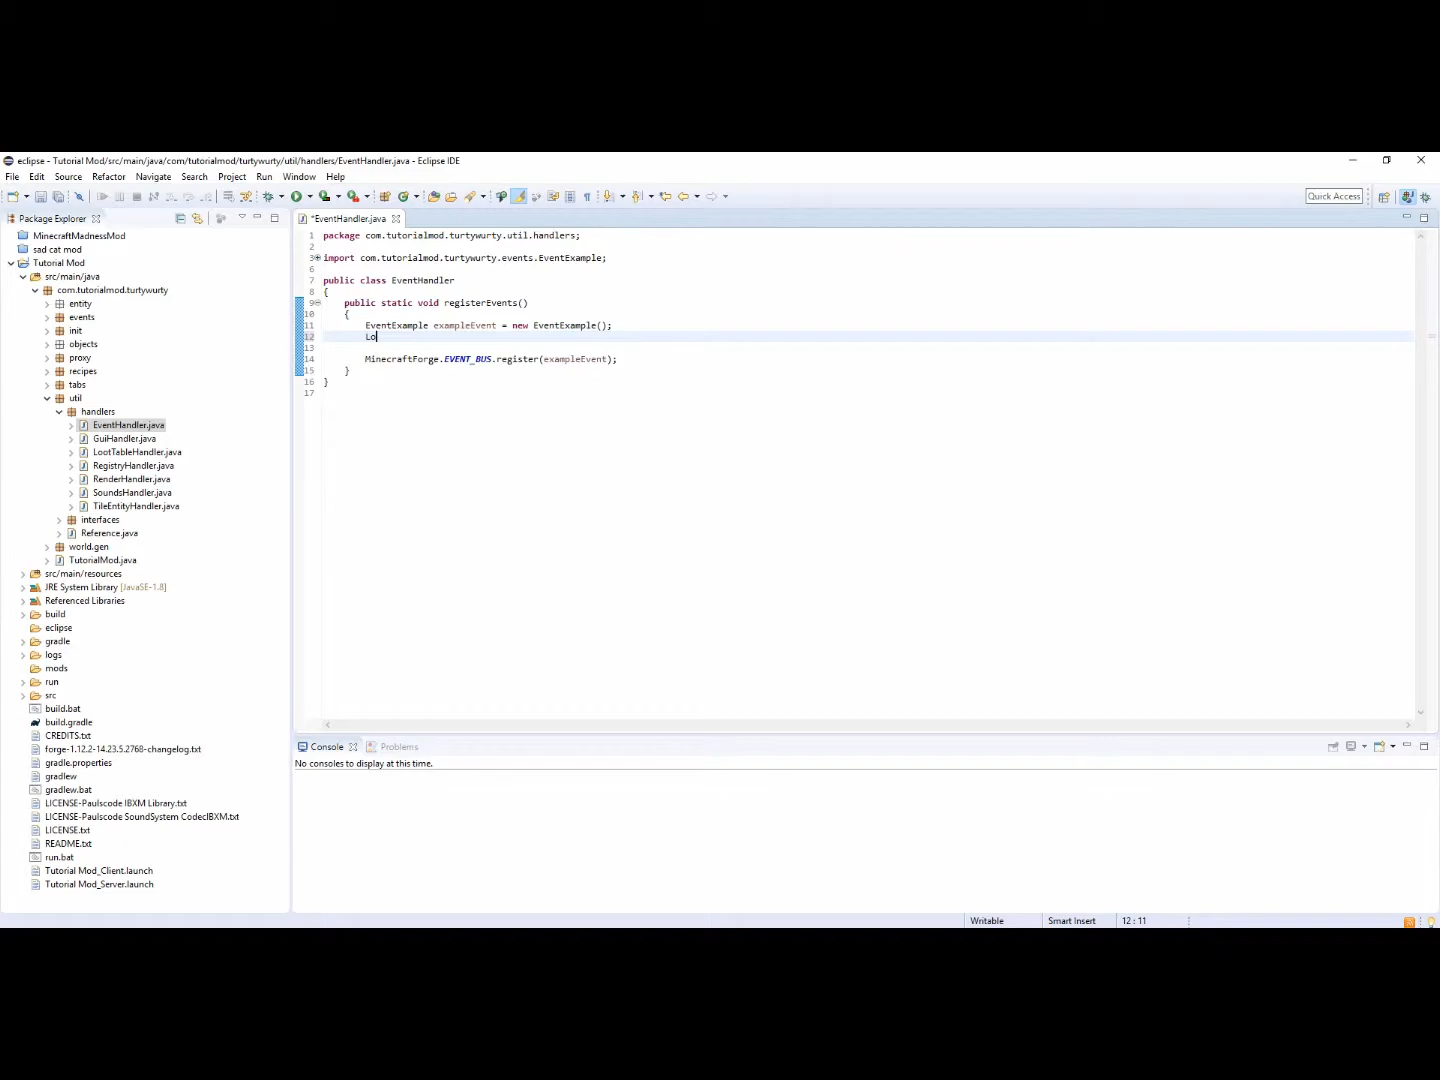 eclipse - Tutorial Mod/src/main/java/com/tutorialmod/turtywurty/util/handlers/EventHandler.java - Eclipse IDE
File Edit Source Refactor Navigate Search Project Run Window Help
Quick Access
Package Explorer
*EventHandler.java
MinecraftMadnessMod
sad cat mod
Tutorial Mod
src/main/java
com.tutorialmod.turtywurty
entity
events
init
objects
proxy
recipes
tabs
util
handlers
EventHandler.java
GuiHandler.java
LootTableHandler.java
RegistryHandler.java
RenderHandler.java
SoundsHandler.java
TileEntityHandler.java
interfaces
Reference.java
world.gen
TutorialMod.java
src/main/resources
JRE System Library [JavaSE-1.8]
Referenced Libraries
build
eclipse
gradle
logs
mods
run
src
build.bat
build.gradle
CREDITS.txt
forge-1.12.2-14.23.5.2768-changelog.txt
gradle.properties
gradlew
gradlew.bat
LICENSE-Paulscode IBXM Library.txt
LICENSE-Paulscode SoundSystem CodecIBXM.txt
LICENSE.txt
README.txt
run.bat
Tutorial Mod_Client.launch
Tutorial Mod_Server.launch
1 package com.tutorialmod.turtywurty.util.handlers;
2
3 import com.tutorialmod.turtywurty.events.EventExample;
6
7 public class EventHandler
8 {
9 public static void registerEvents()
10 {
11 EventExample exampleEvent = new EventExample();
12 Lo
13
14 MinecraftForge.EVENT_BUS.register(exampleEvent);
15 }
16 }
17
Console
Problems
No consoles to display at this time.
Writable
Smart Insert
12 : 11